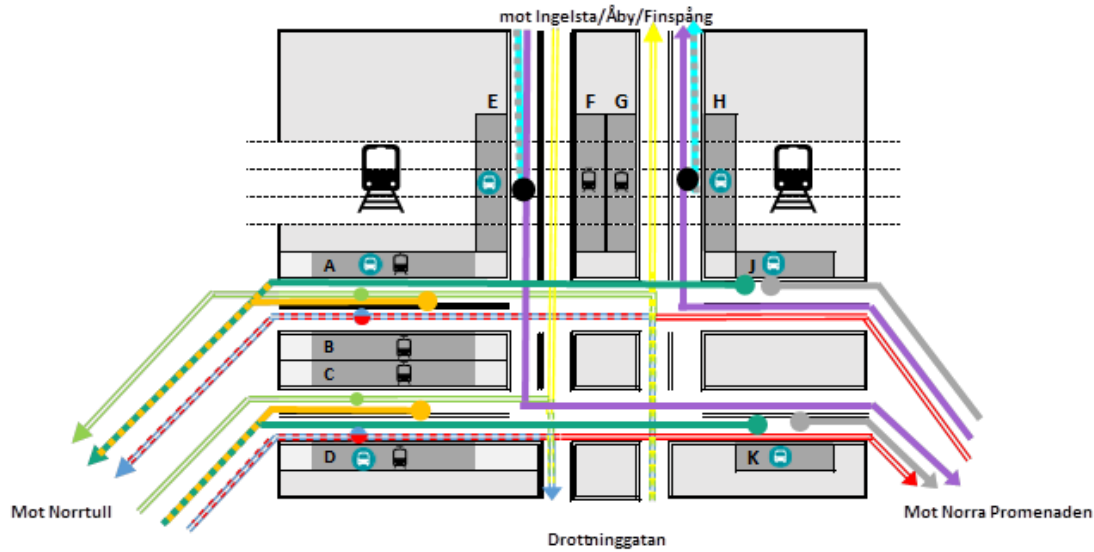 mot Ingelsta/Åby/Finspång
E F G H
A J
B
C
D K
Mot Norrtull
Mot Norra Promenaden
Drottninggatan